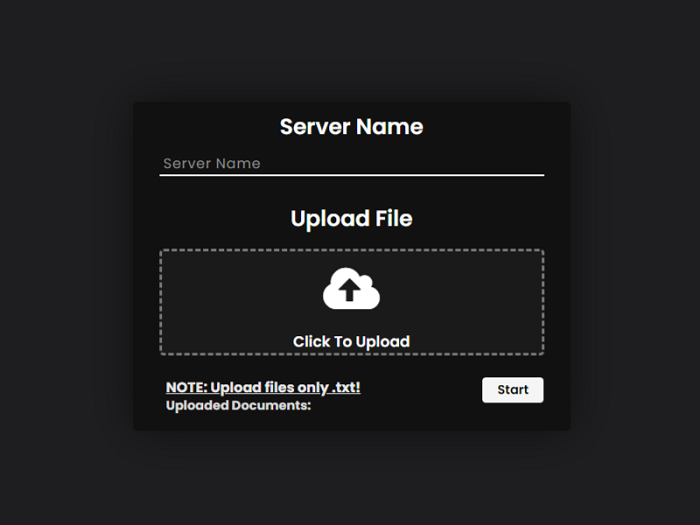 Server Name
Server Name
Upload File
Click To Upload
NOTE: Upload files only .txt!
Uploaded Documents:
Start